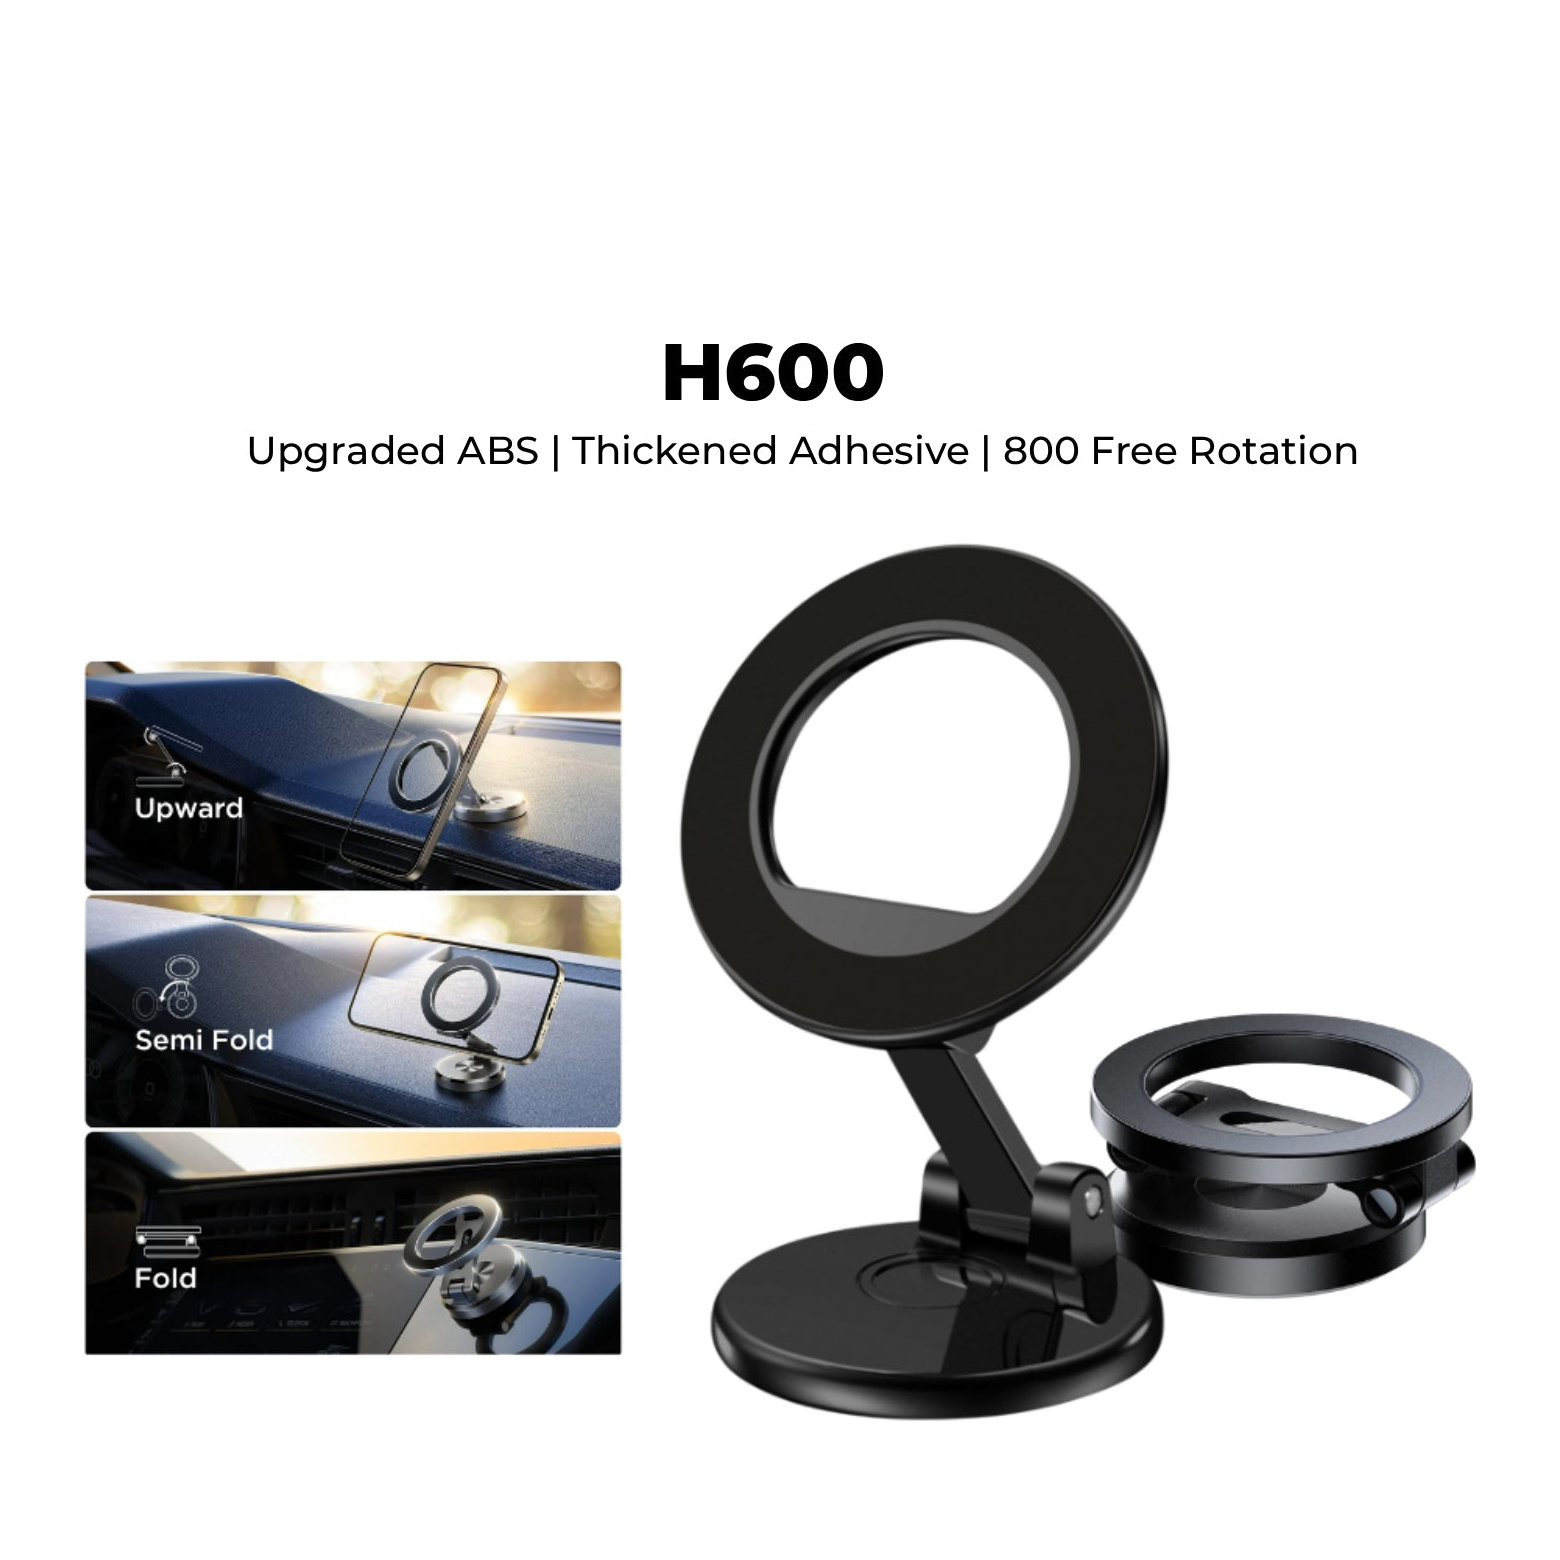 H600
Upgraded ABS | Thickened Adhesive | 800 Free Rotation
Upward
Semi Fold
Fold